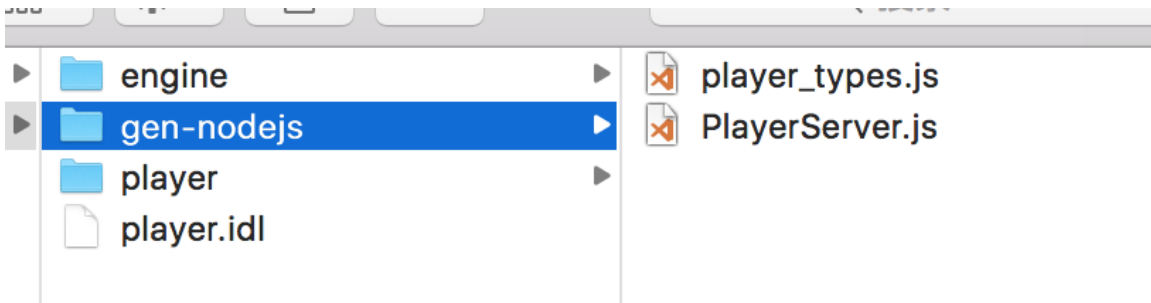 engine
gen-nodejs
player
player.idl
player_types.js
PlayerServer.js